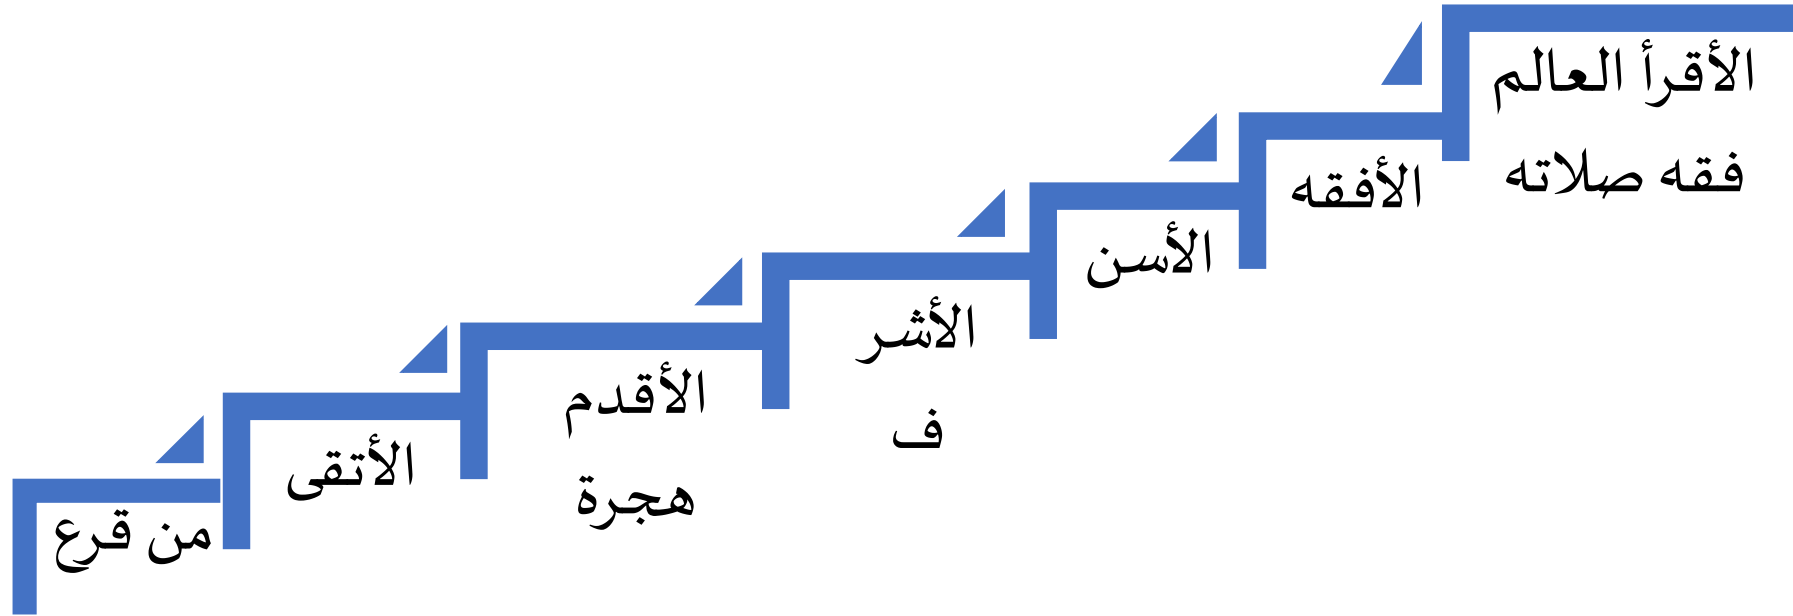 الأقرأ العالم
فقه صلاته
الأفقه
الأسن
الأشر
ف
الأقدم
هجرة
الأتقى
من قرع